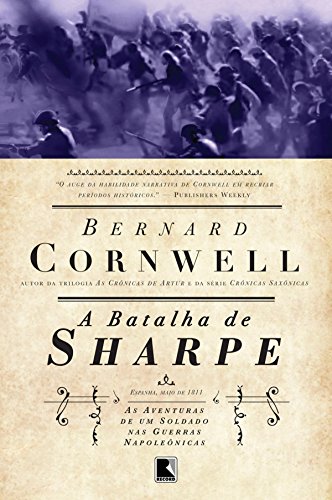 "O AUGE DA HABILIDADE NARRATIVA DE CORNWELL EM RECRIAR
PERÍODOS HISTÓRICOS." — PUBLISHERS WEEKLY
BERNARD
CORNWELL
AUTOR DA TRILOGIA AS CRÔNICAS DE ARTUR E DA SÉRIE CRÔNICAS SAXÔNICAS
A BATALHA DE
SHARPE
ESPANHA, MAIO DE 1811
AS AVENTURAS
DE UM SOLDADO
NAS GUERRAS
NAPOLEÔNICAS
RECORD